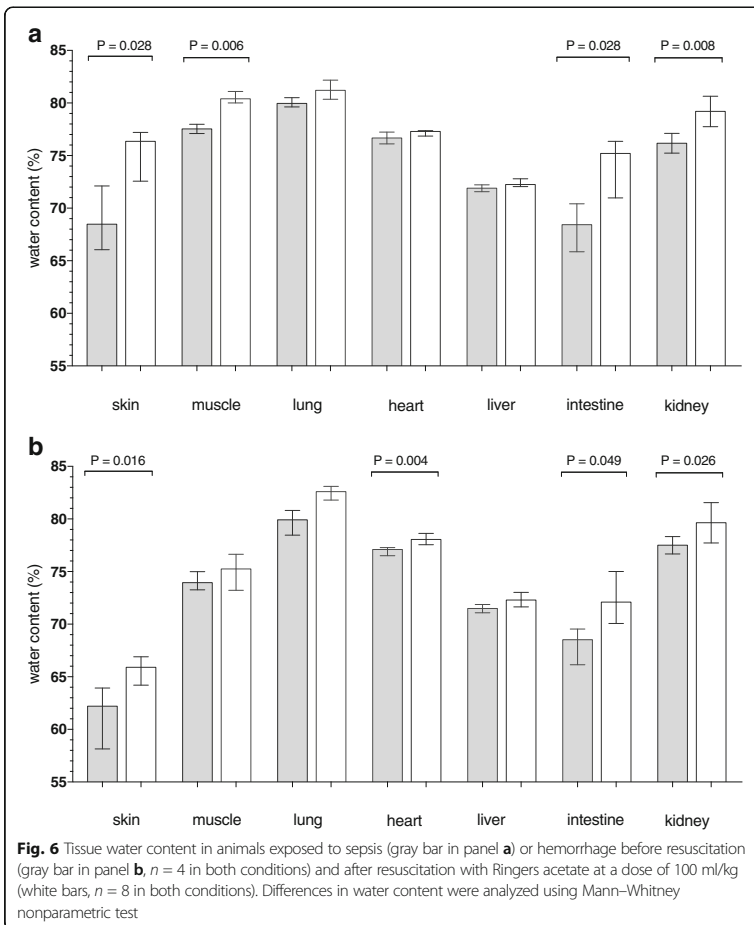 a
P = 0.028 P = 0.006 P = 0.028 P = 0.008
85
80
75
70
65
60
55
water content (%)
skin muscle lung heart liver intestine kidney
b
P = 0.016 P = 0.004 P = 0.049 P = 0.026
85
80
75
70
65
60
55
water content (%)
skin muscle lung heart liver intestine kidney
Fig. 6 Tissue water content in animals exposed to sepsis (gray bar in panel a) or hemorrhage before resuscitation
(gray bar in panel b, n = 4 in both conditions) and after resuscitation with Ringers acetate at a dose of 100 ml/kg
(white bars, n = 8 in both conditions). Differences in water content were analyzed using Mann–Whitney
nonparametric test